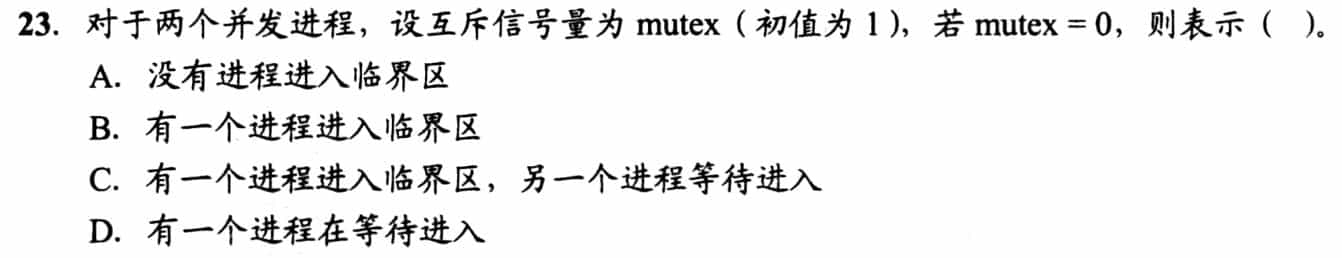 23. 对于两个并发进程，设互斥信号量为 mutex（初值为 1），若 mutex = 0，则表示（ ）。
A. 没有进程进入临界区
B. 有一个进程进入临界区
C. 有一个进程进入临界区，另一个进程等待进入
D. 有一个进程在等待进入